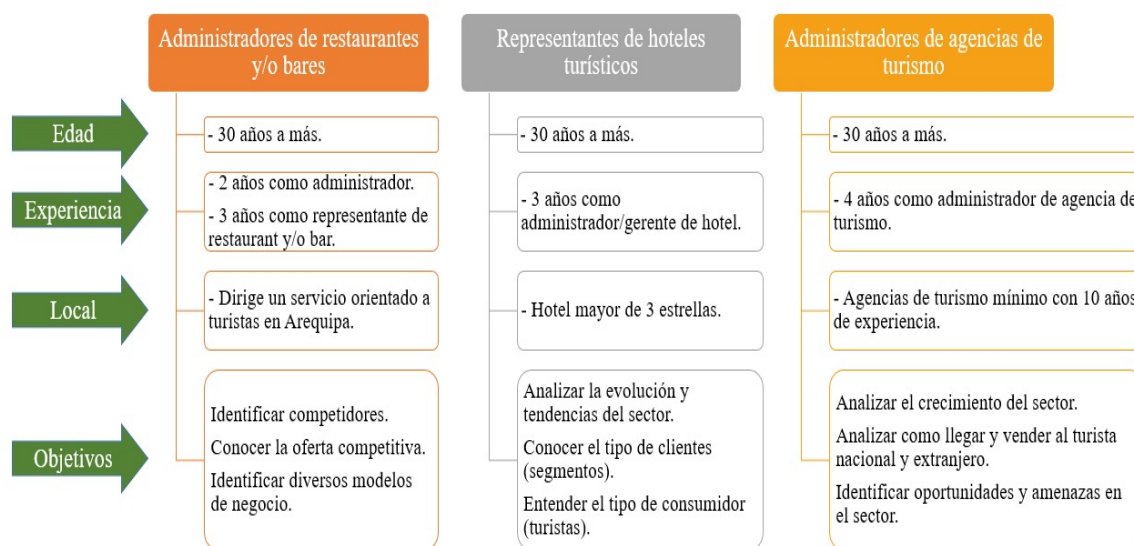 Administradores de restaurantes
y/o bares
Representantes de hoteles
turísticos
Administradores de agencias de
turismo
Edad
- 30 años a más.
- 30 años a más.
- 30 años a más.
Experiencia
- 2 años como administrador.
- 3 años como representante de
restaurant y/o bar.
- 3 años como
administrador/gerente de hotel.
- 4 años como administrador de agencia de
turismo.
Local
- Dirige un servicio orientado a
turistas en Arequipa.
- Hotel mayor de 3 estrellas.
- Agencias de turismo mínimo con 10 años
de experiencia.
Objetivos
Identificar competidores.
Conocer la oferta competitiva.
Identificar diversos modelos
de negocio.
Analizar la evolución y
tendencias del sector.
Conocer el tipo de clientes
(segmentos).
Entender el tipo de consumidor
(turistas).
Analizar el crecimiento del sector.
Analizar como llegar y vender al turista
nacional y extranjero.
Identificar oportunidades y amenazas en
el sector.